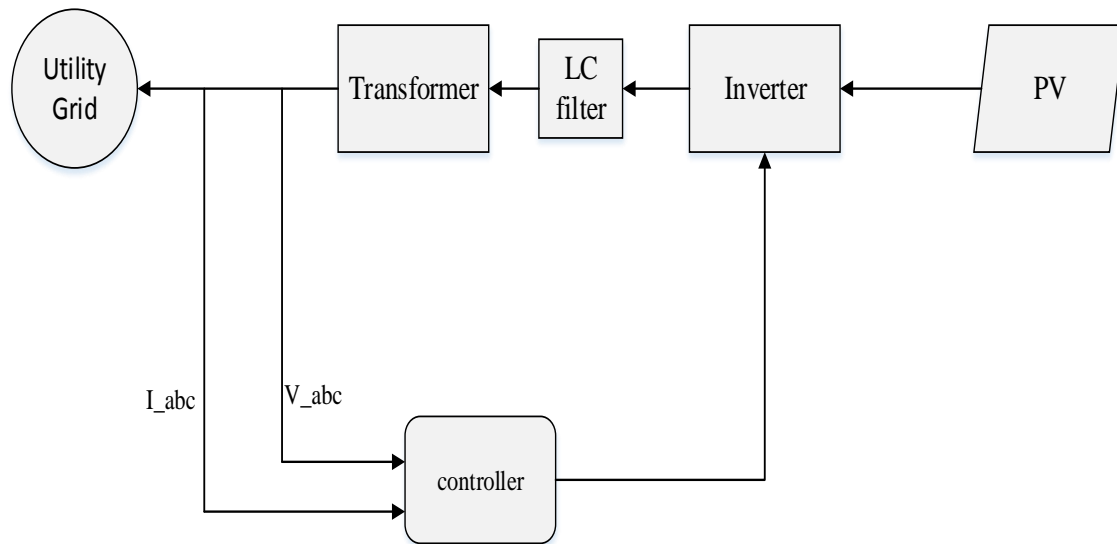 Utility
Grid
Transformer
LC
filter
Inverter
PV
I_abc
V_abc
controller